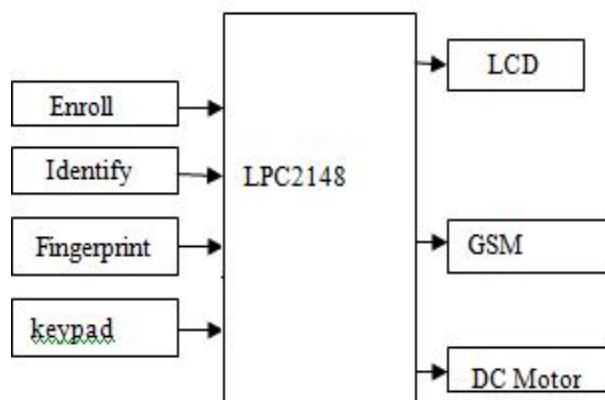 Enroll
Identify
Fingerprint
keypad
LPC2148
LCD
GSM
DC Motor